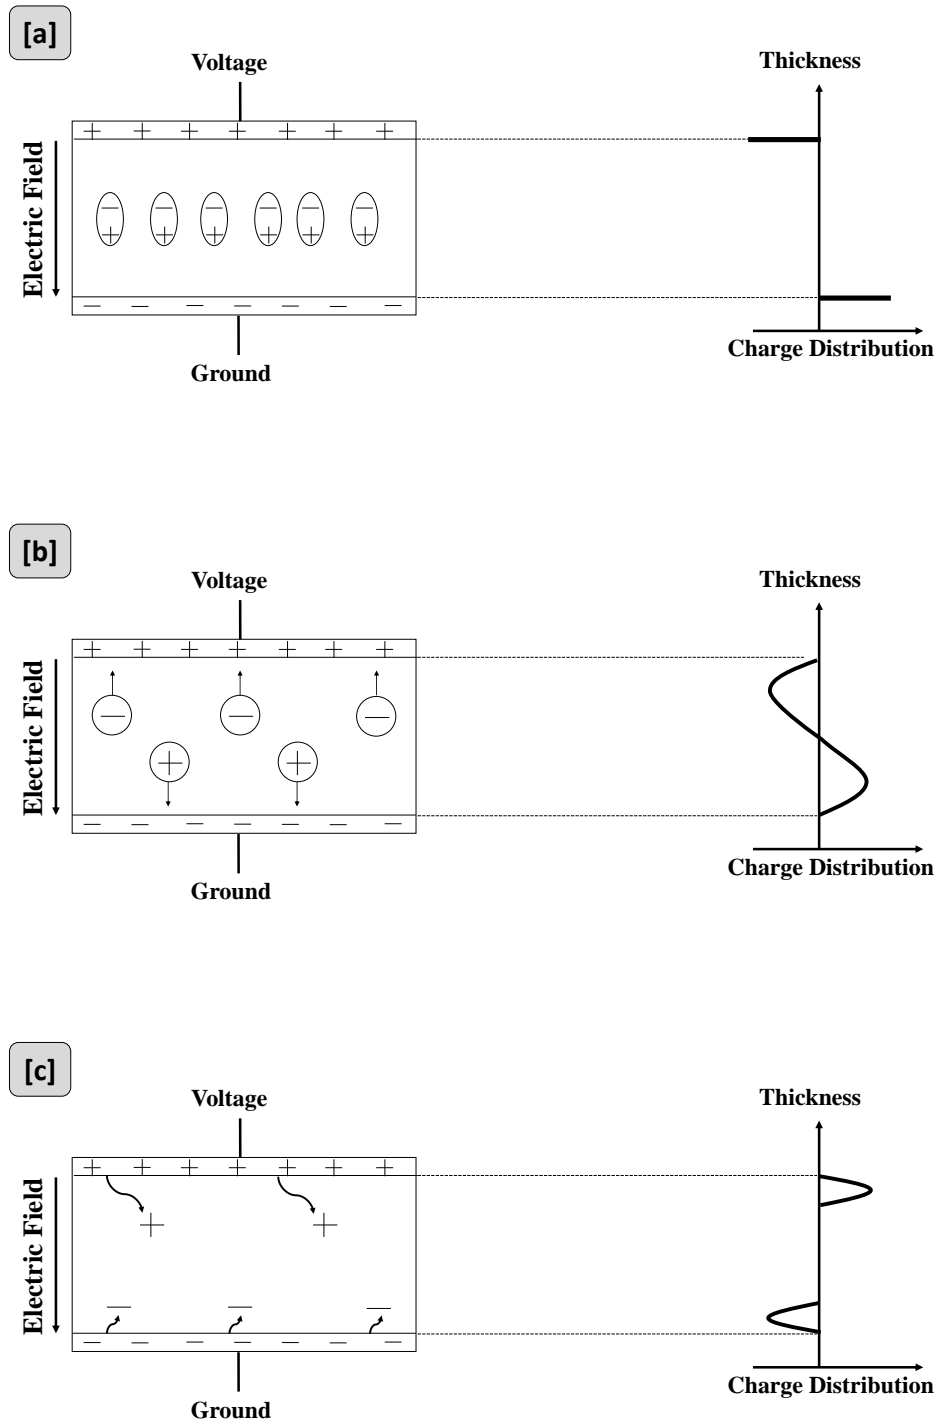 [a]
Voltage
Thickness
+ + + + + + +
Electric Field
− − − − − −
+ + + + + +
− − − − − − −
Charge Distribution
Ground
[b]
Voltage
Thickness
+ + + + + + +
Electric Field
− − −
+ +
− − − − − − −
Charge Distribution
Ground
[c]
Voltage
Thickness
+ + + + + + +
Electric Field
+ +
− − −
− − − − − − −
Charge Distribution
Ground